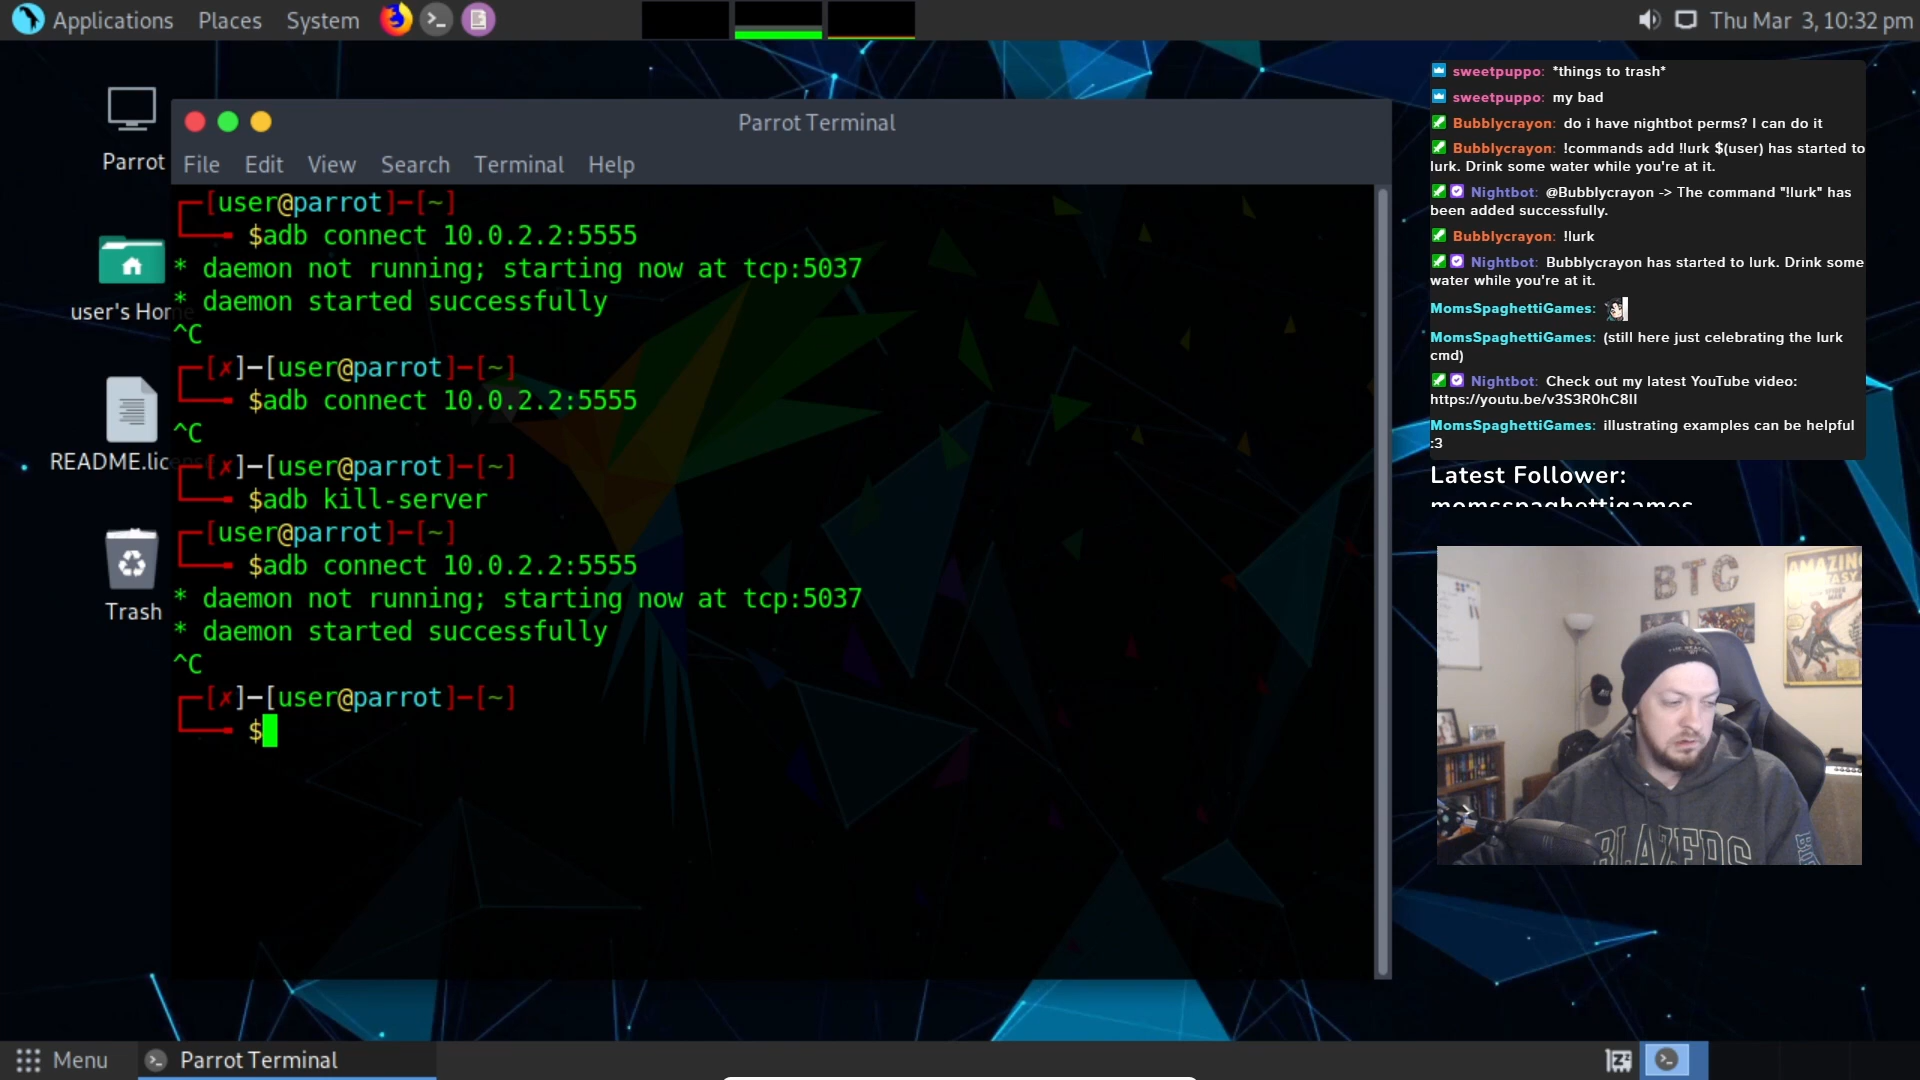 Applications Places System
Thu Mar 3, 10:32 pm
Parrot
user's Hom
README.lic
Trash
Parrot Terminal
File Edit View Search Terminal Help
┌─[user@parrot]─[~]
└──╼ $adb connect 10.0.2.2:5555
* daemon not running; starting now at tcp:5037
* daemon started successfully
^C
┌─[✗]─[user@parrot]─[~]
└──╼ $adb connect 10.0.2.2:5555
^C
┌─[✗]─[user@parrot]─[~]
└──╼ $adb kill-server
┌─[user@parrot]─[~]
└──╼ $adb connect 10.0.2.2:5555
* daemon not running; starting now at tcp:5037
* daemon started successfully
^C
┌─[✗]─[user@parrot]─[~]
└──╼ $
sweetpuppo: *things to trash*
sweetpuppo: my bad
Bubblycrayon: do i have nightbot perms? I can do it
Bubblycrayon: !commands add !lurk $(user) has started to
lurk. Drink some water while you're at it.
Nightbot: @Bubblycrayon -> The command "!lurk" has
been added successfully.
Bubblycrayon: !lurk
Nightbot: Bubblycrayon has started to lurk. Drink some
water while you're at it.
MomsSpaghettiGames:
MomsSpaghettiGames: (still here just celebrating the lurk
cmd)
Nightbot: Check out my latest YouTube video:
https://youtu.be/v3S3R0hC8II
MomsSpaghettiGames: illustrating examples can be helpful
:3
Latest Follower:
momsspaghettigames
BTC
AMAZING
FANTASY
BLAZERS
Menu
Parrot Terminal